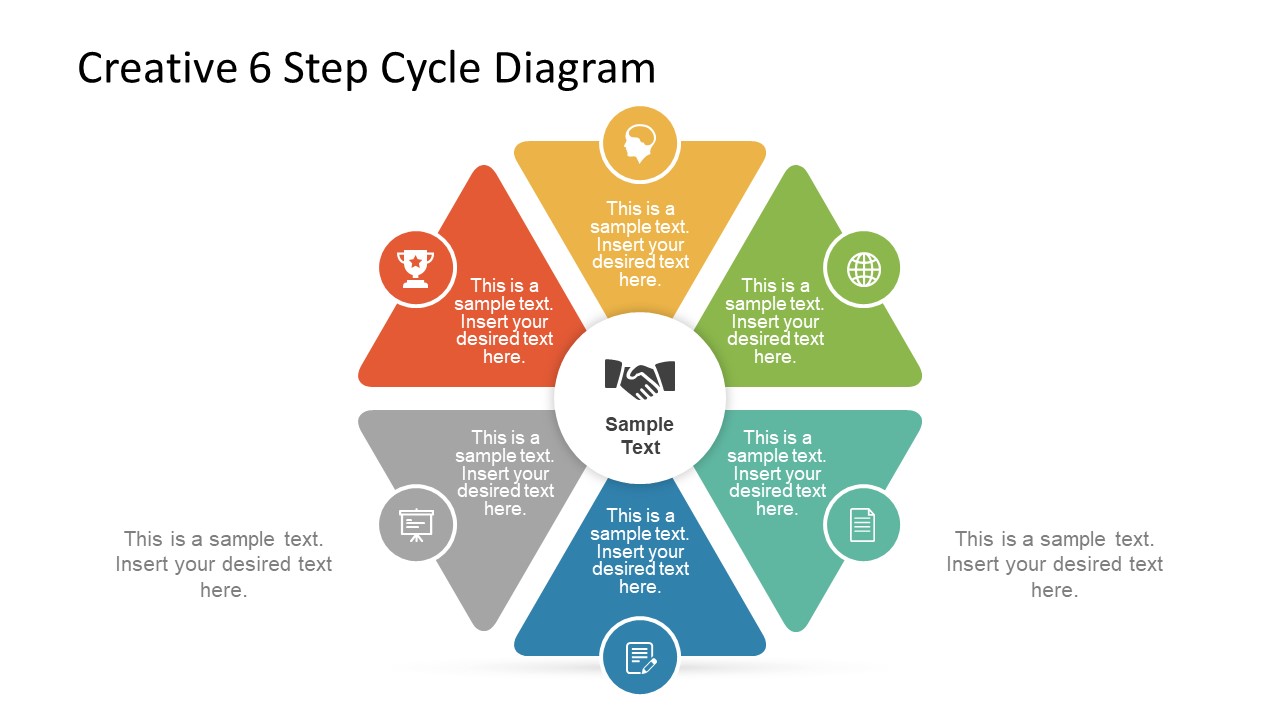 Creative 6 Step Cycle Diagram
This is a
sample text.
Insert your
desired text
here.
This is a
sample text.
Insert your
desired text
here.
This is a
sample text.
Insert your
desired text
here.
This is a
sample text.
Insert your
desired text
here.
This is a
sample text.
Insert your
desired text
here.
This is a
sample text.
Insert your
desired text
here.
Sample
Text
This is a sample text.
Insert your desired text
here.
This is a sample text.
Insert your desired text
here.